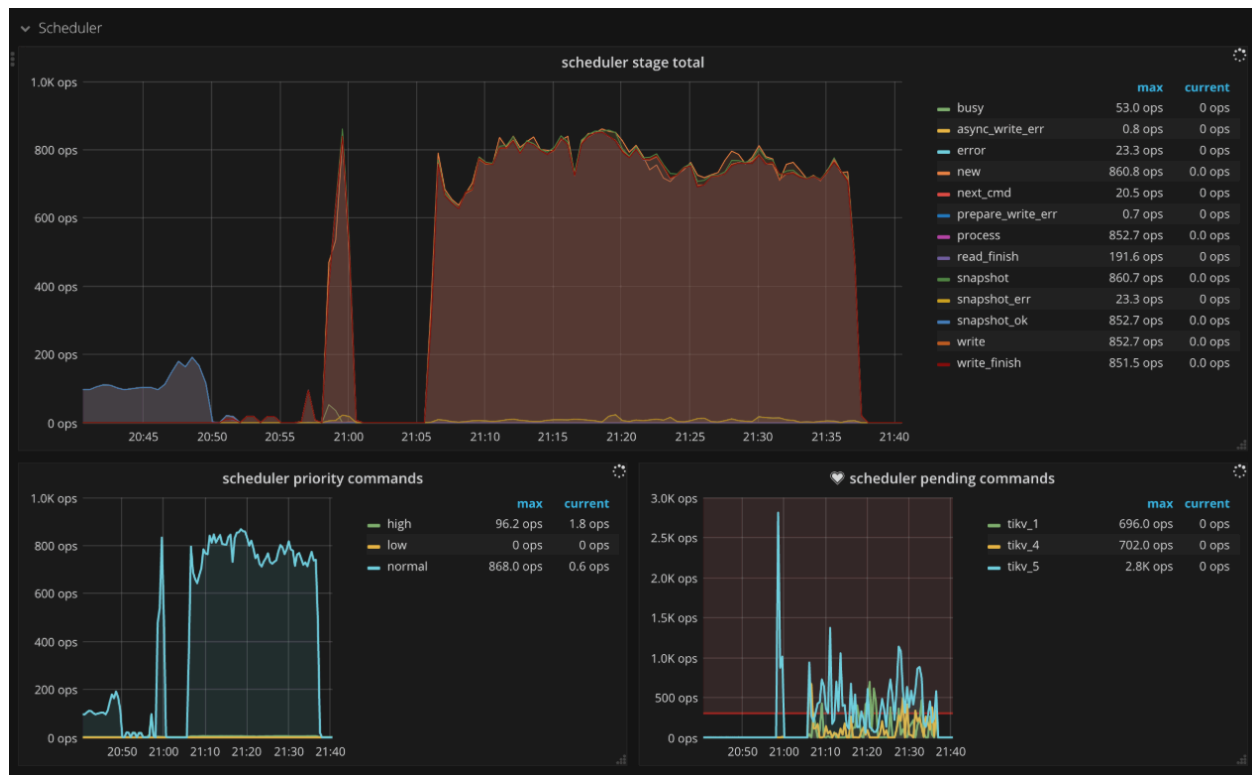 Scheduler
scheduler stage total
1.0K ops
800 ops
600 ops
400 ops
200 ops
0 ops
20:45 20:50 20:55 21:00 21:05 21:10 21:15 21:20 21:25 21:30 21:35 21:40
max current
busy 53.0 ops 0 ops
async_write_err 0.8 ops 0 ops
error 23.3 ops 0 ops
new 860.8 ops 0.0 ops
next_cmd 20.5 ops 0 ops
prepare_write_err 0.7 ops 0 ops
process 852.7 ops 0.0 ops
read_finish 191.6 ops 0 ops
snapshot 860.7 ops 0.0 ops
snapshot_err 23.3 ops 0 ops
snapshot_ok 852.7 ops 0.0 ops
write 852.7 ops 0.0 ops
write_finish 851.5 ops 0.0 ops
scheduler priority commands
1.0K ops
800 ops
600 ops
400 ops
200 ops
0 ops
20:50 21:00 21:10 21:20 21:30 21:40
max current
high 96.2 ops 1.8 ops
low 0 ops 0 ops
normal 868.0 ops 0.6 ops
scheduler pending commands
3.0K ops
2.5K ops
2.0K ops
1.5K ops
1.0K ops
500 ops
0 ops
20:50 21:00 21:10 21:20 21:30 21:40
max current
tikv_1 696.0 ops 0 ops
tikv_4 702.0 ops 0 ops
tikv_5 2.8K ops 0 ops